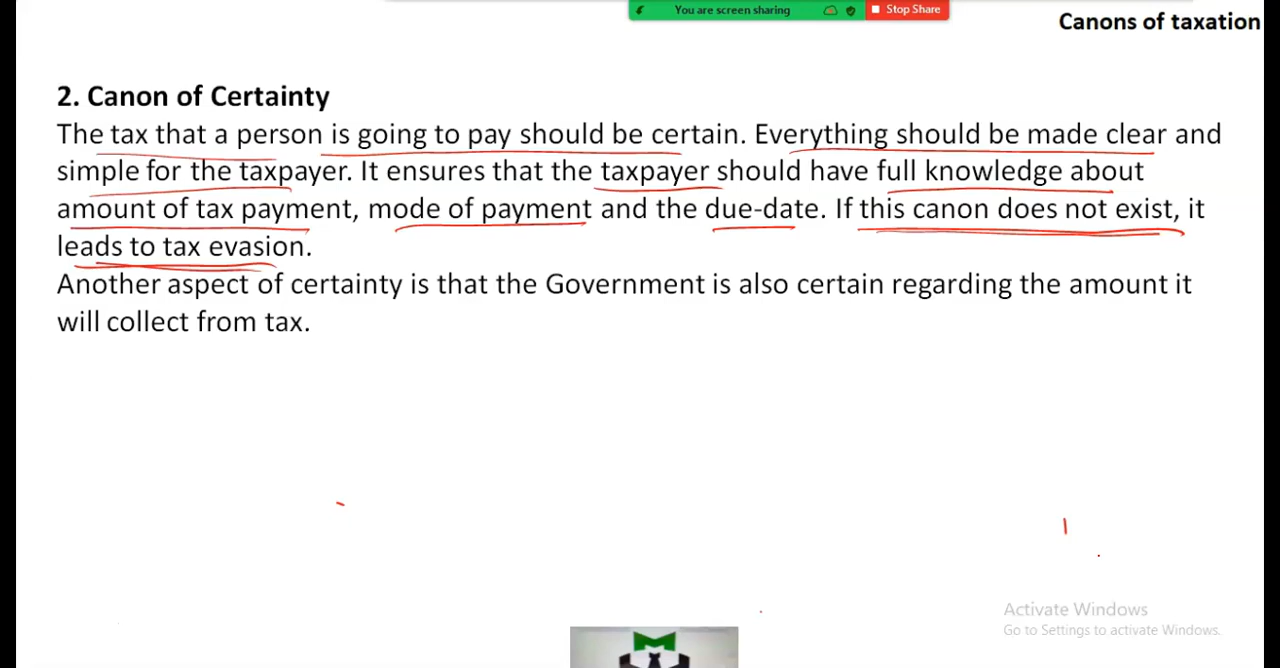 You are screen sharing
Stop Share
Canons of taxation
2. Canon of Certainty
The tax that a person is going to pay should be certain. Everything should be made clear and
simple for the taxpayer. It ensures that the taxpayer should have full knowledge about
amount of tax payment, mode of payment and the due-date. If this canon does not exist, it
leads to tax evasion.
Another aspect of certainty is that the Government is also certain regarding the amount it
will collect from tax.
Activate Windows
Go to Settings to activate Windows.